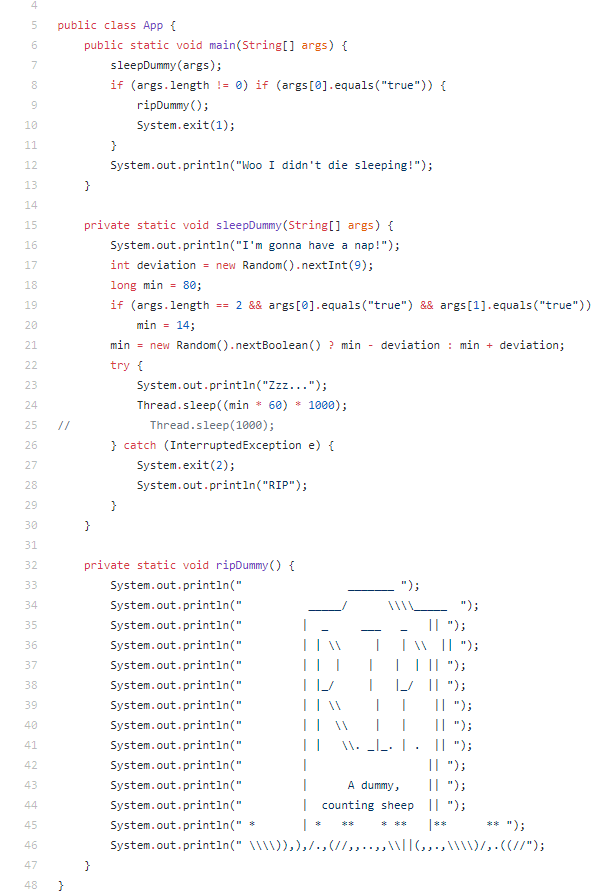 4
5 public class App {
6     public static void main(String[] args) {
7         sleepDummy(args);
8         if (args.length != 0) if (args[0].equals("true")) {
9             ripDummy();
10             System.exit(1);
11         }
12         System.out.println("Woo I didn't die sleeping!");
13     }
14
15     private static void sleepDummy(String[] args) {
16         System.out.println("I'm gonna have a nap!");
17         int deviation = new Random().nextInt(9);
18         long min = 80;
19         if (args.length == 2 && args[0].equals("true") && args[1].equals("true"))
20             min = 14;
21         min = new Random().nextBoolean() ? min - deviation : min + deviation;
22         try {
23             System.out.println("Zzz...");
24             Thread.sleep((min * 60) * 1000);
25 //            Thread.sleep(1000);
26         } catch (InterruptedException e) {
27             System.exit(2);
28             System.out.println("RIP");
29         }
30     }
31
32     private static void ripDummy() {
33         System.out.println("                _______ ");
34         System.out.println("          _____/      \\\\_____  ");
35         System.out.println("         | _     ___   _   || ");
36         System.out.println("         | | \\     |   | \\  || ");
37         System.out.println("         | |  |    |   |  | || ");
38         System.out.println("         | |_/     |   |_/  || ");
39         System.out.println("         | | \\     |   |    || ");
40         System.out.println("         | |  \\    |   |    || ");
41         System.out.println("         | |   \\. _|_. | .  || ");
42         System.out.println("         |                  || ");
43         System.out.println("         |      A dummy,    || ");
44         System.out.println("         |  counting sheep  || ");
45         System.out.println(" *       | *   **    * **   |**      ** ");
46         System.out.println(" \\\\)),),/.,(//,,..,,\\||(,,.,\\\\)/,.((//");
47     }
48 }